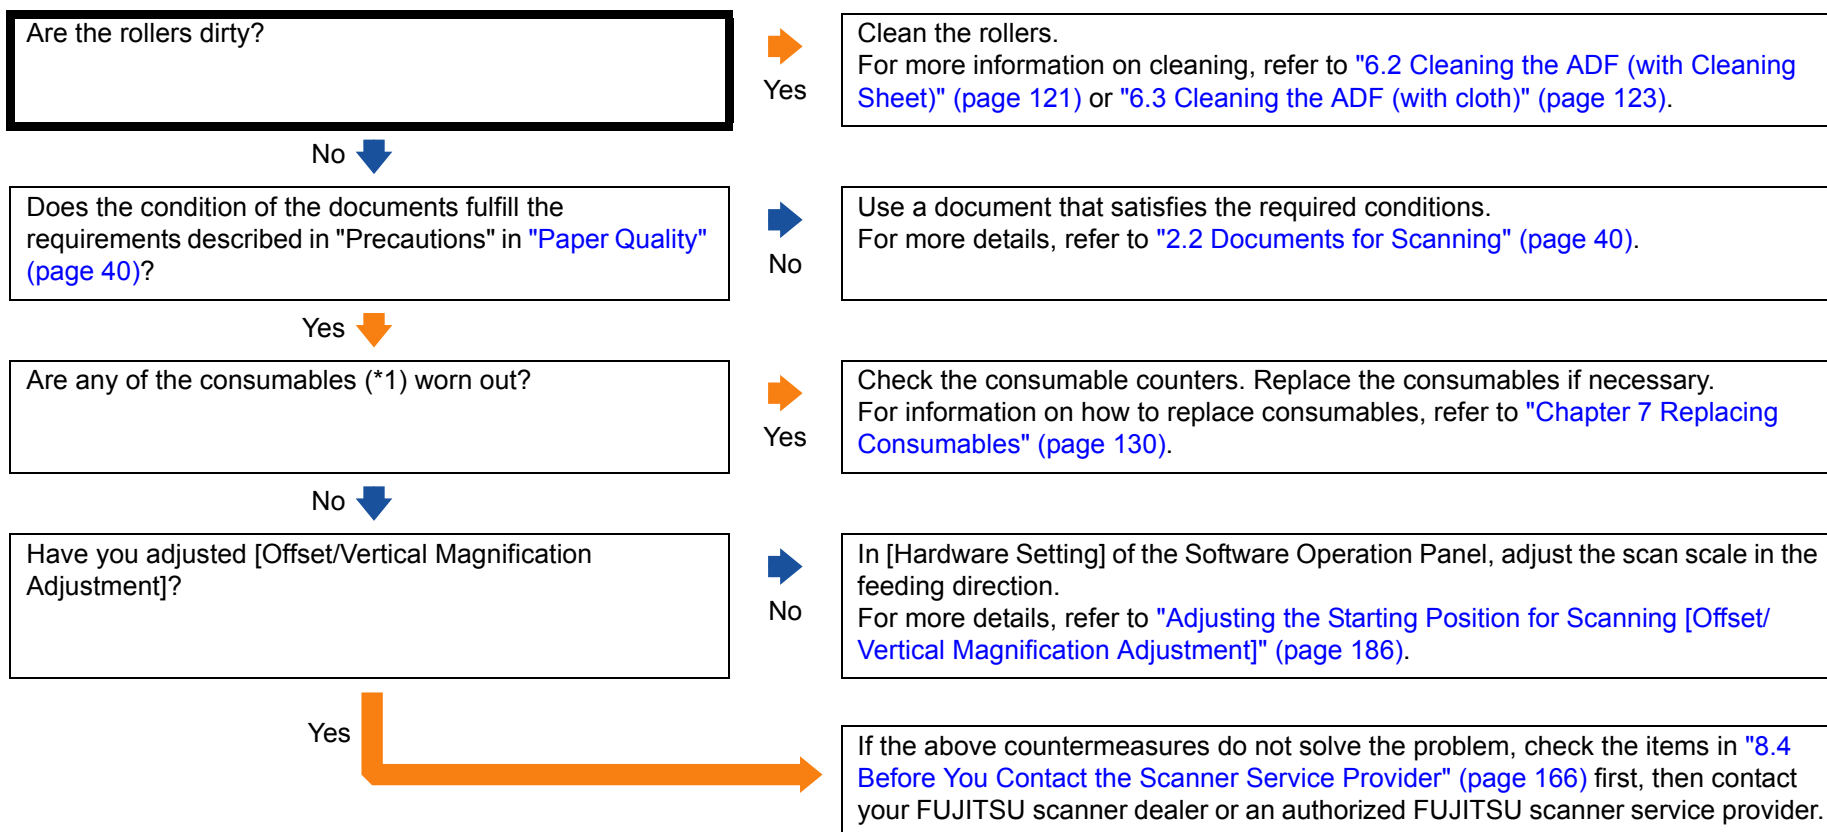 Are the rollers dirty?
Yes
Clean the rollers.
For more information on cleaning, refer to "6.2 Cleaning the ADF (with Cleaning
Sheet)" (page 121) or "6.3 Cleaning the ADF (with cloth)" (page 123).
No
Does the condition of the documents fulfill the
requirements described in "Precautions" in "Paper Quality"
(page 40)?
No
Use a document that satisfies the required conditions.
For more details, refer to "2.2 Documents for Scanning" (page 40).
Yes
Are any of the consumables (*1) worn out?
Yes
Check the consumable counters. Replace the consumables if necessary.
For information on how to replace consumables, refer to "Chapter 7 Replacing
Consumables" (page 130).
No
Have you adjusted [Offset/Vertical Magnification
Adjustment]?
No
In [Hardware Setting] of the Software Operation Panel, adjust the scan scale in the
feeding direction.
For more details, refer to "Adjusting the Starting Position for Scanning [Offset/
Vertical Magnification Adjustment]" (page 186).
Yes
If the above countermeasures do not solve the problem, check the items in "8.4
Before You Contact the Scanner Service Provider" (page 166) first, then contact
your FUJITSU scanner dealer or an authorized FUJITSU scanner service provider.